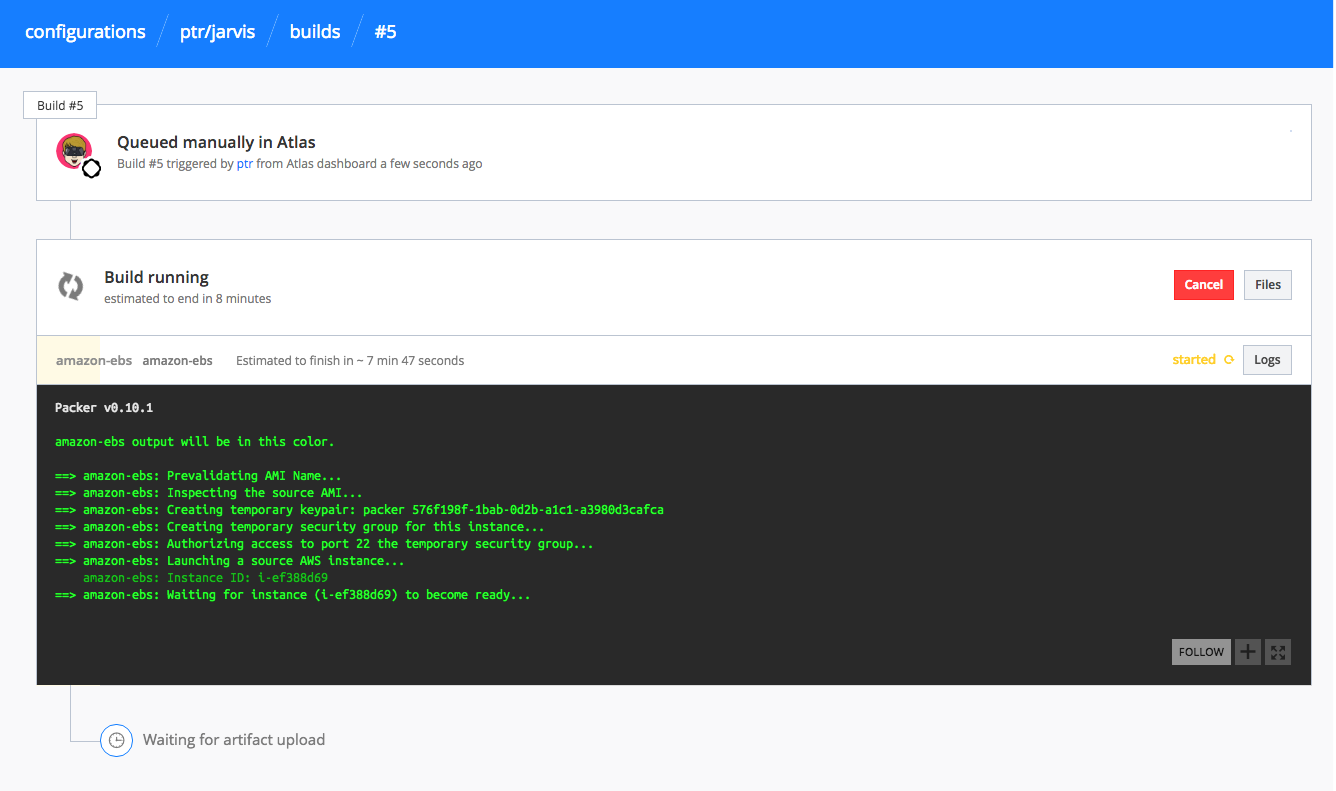 configurations ptr/jarvis builds #5
Build #5
Queued manually in Atlas
Build #5 triggered by ptr from Atlas dashboard a few seconds ago
Build running
estimated to end in 8 minutes
Cancel Files
amazon-ebs amazon-ebs Estimated to finish in ~ 7 min 47 seconds started Logs
Packer v0.10.1
amazon-ebs output will be in this color.
==> amazon-ebs: Prevalidating AMI Name...
==> amazon-ebs: Inspecting the source AMI...
==> amazon-ebs: Creating temporary keypair: packer 576f198f-1bab-0d2b-a1c1-a3980d3cafca
==> amazon-ebs: Creating temporary security group for this instance...
==> amazon-ebs: Authorizing access to port 22 the temporary security group...
==> amazon-ebs: Launching a source AWS instance...
amazon-ebs: Instance ID: i-ef388d69
==> amazon-ebs: Waiting for instance (i-ef388d69) to become ready...
FOLLOW
Waiting for artifact upload